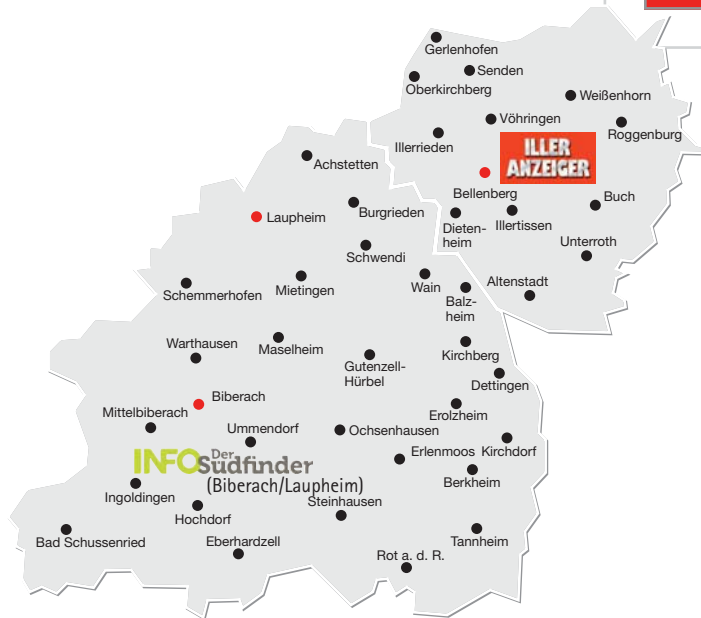 Gerlenhofen
Senden
Oberkirchberg
Weißenhorn
Vöhringen
Roggenburg
Illerrieden
ILLER
ANZEIGER
Achstetten
Bellenberg
Buch
Burgrieden
Laupheim
Dieten-
heim
Illertissen
Schwendi
Unterroth
Wain
Altenstadt
Schemmerhofen
Mietingen
Balz-
heim
Warthausen
Maselheim
Kirchberg
Gutenzell-
Hürbel
Dettingen
Biberach
Mittelbiberach
Erolzheim
Ummendorf
Ochsenhausen
Erlenmoos
Kirchdorf
INFO Der
Südfinder
(Biberach/Laupheim)
Berkheim
Ingoldingen
Steinhausen
Hochdorf
Bad Schussenried
Eberhardzell
Tannheim
Rot a. d. R.